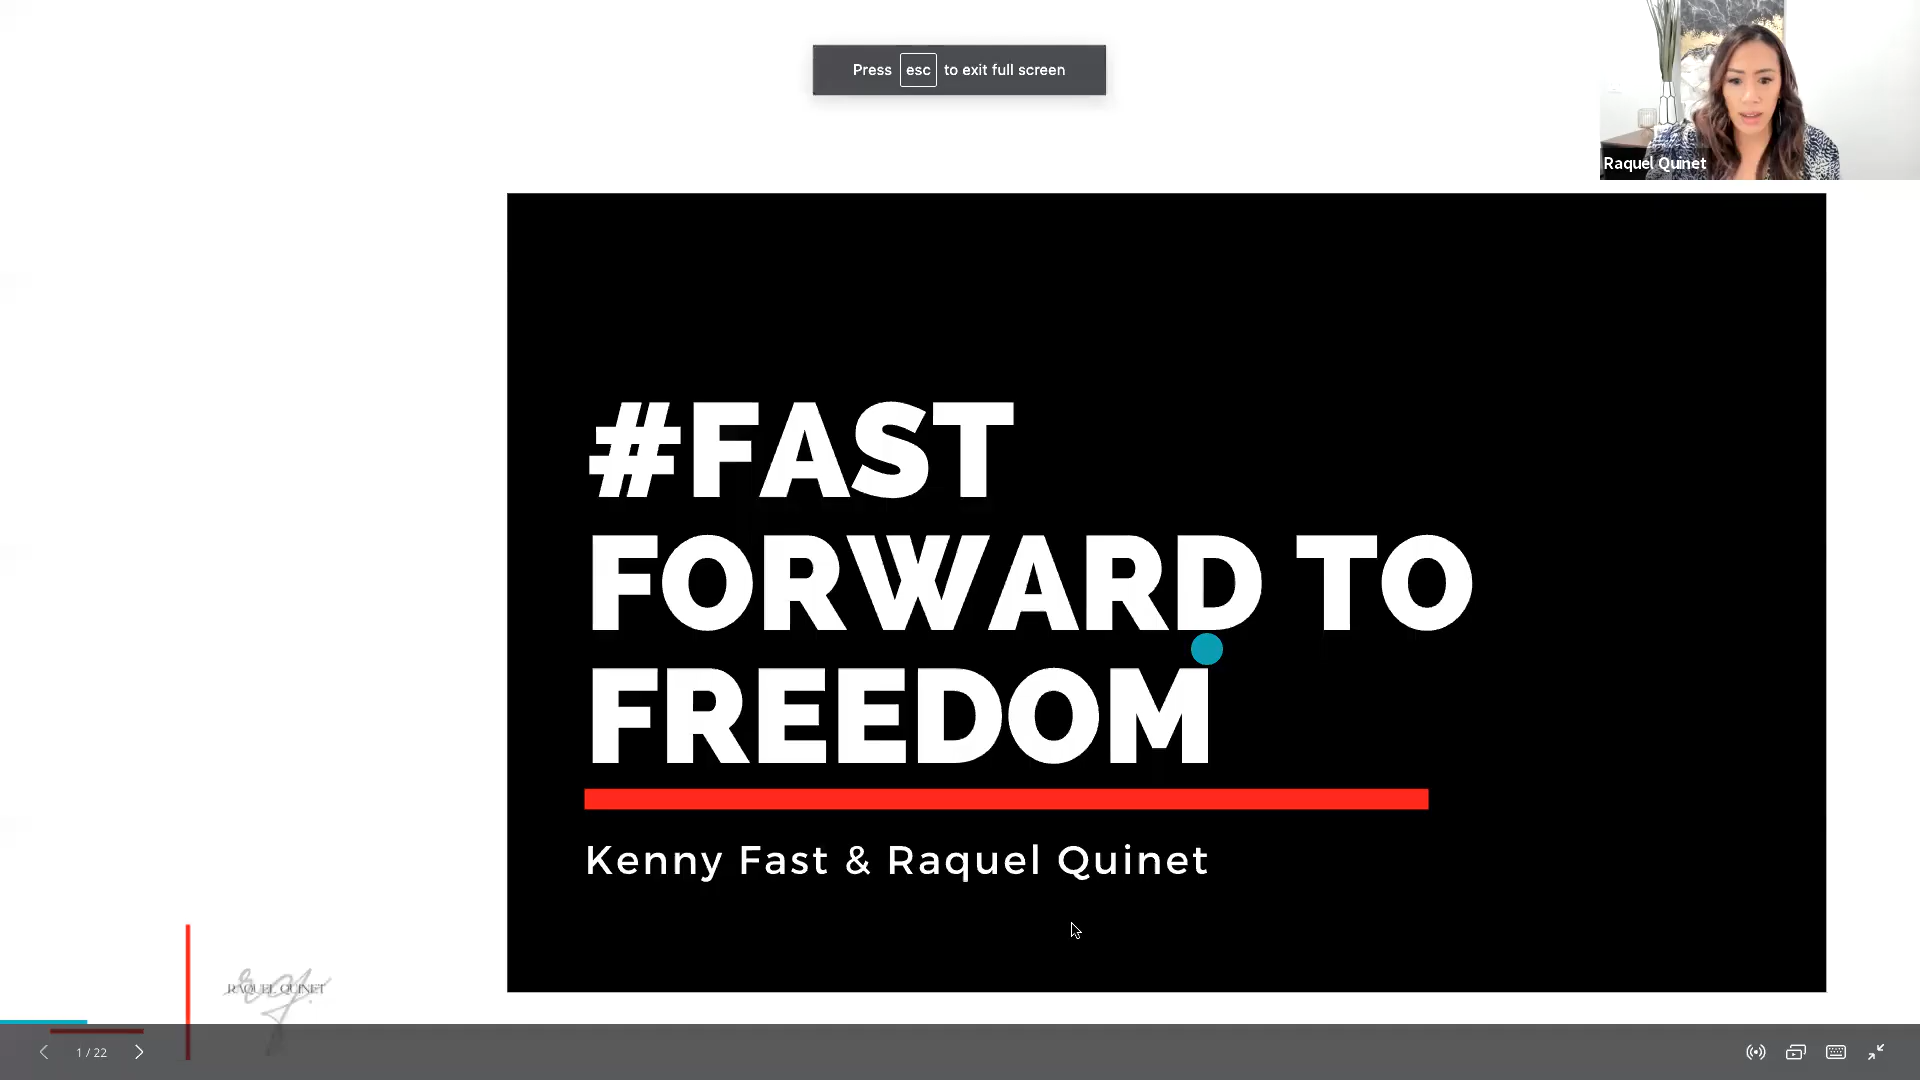 Press esc to exit full screen
Raquel Quinet
#FAST
FORWARD TO
FREEDOM
Kenny Fast & Raquel Quinet
RAQUEL QUINET
1 / 22